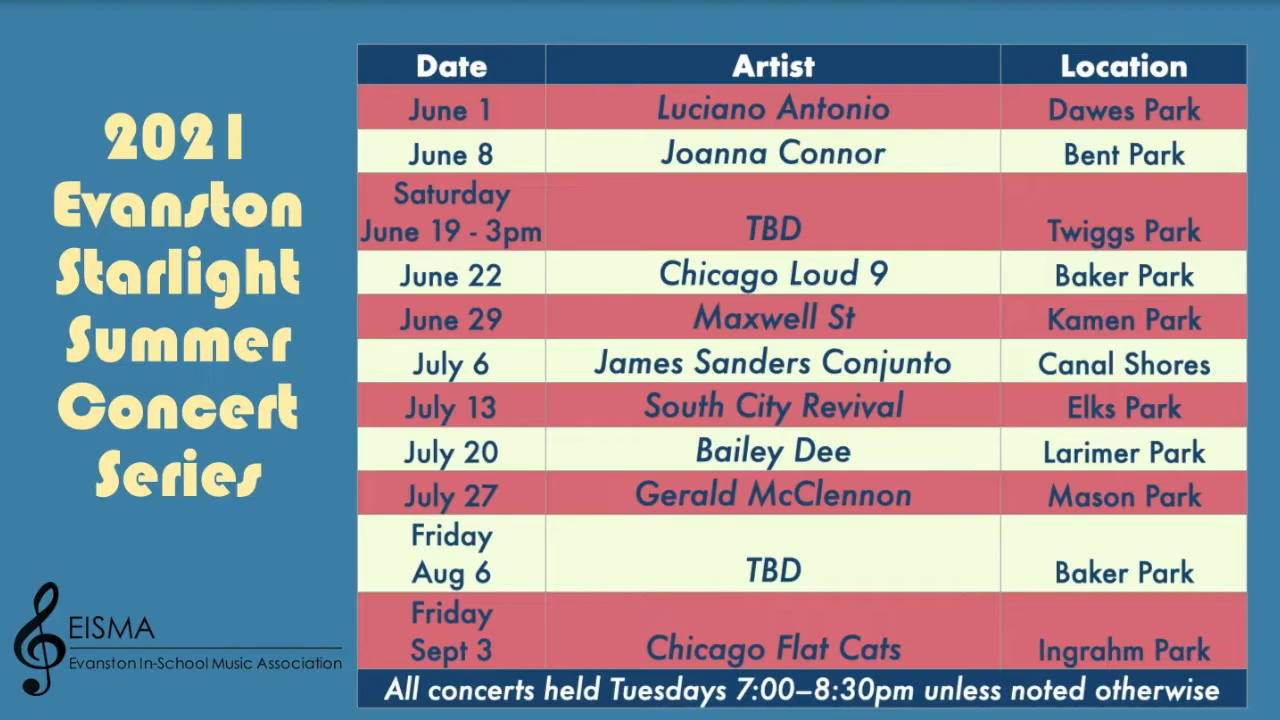 2021
Evanston
Starlight
Summer
Concert
Series
EISMA
Evanston In-School Music Association
Date Artist Location
June 1 Luciano Antonio Dawes Park
June 8 Joanna Connor Bent Park
Saturday
June 19 - 3pm TBD Twiggs Park
June 22 Chicago Loud 9 Baker Park
June 29 Maxwell St Kamen Park
July 6 James Sanders Conjunto Canal Shores
July 13 South City Revival Elks Park
July 20 Bailey Dee Larimer Park
July 27 Gerald McClennon Mason Park
Friday
Aug 6 TBD Baker Park
Friday
Sept 3 Chicago Flat Cats Ingrahm Park
All concerts held Tuesdays 7:00–8:30pm unless noted otherwise